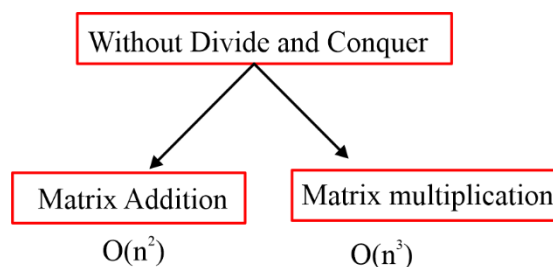 Without Divide and Conquer
Matrix Addition
Matrix multiplication
O(n²)
O(n³)